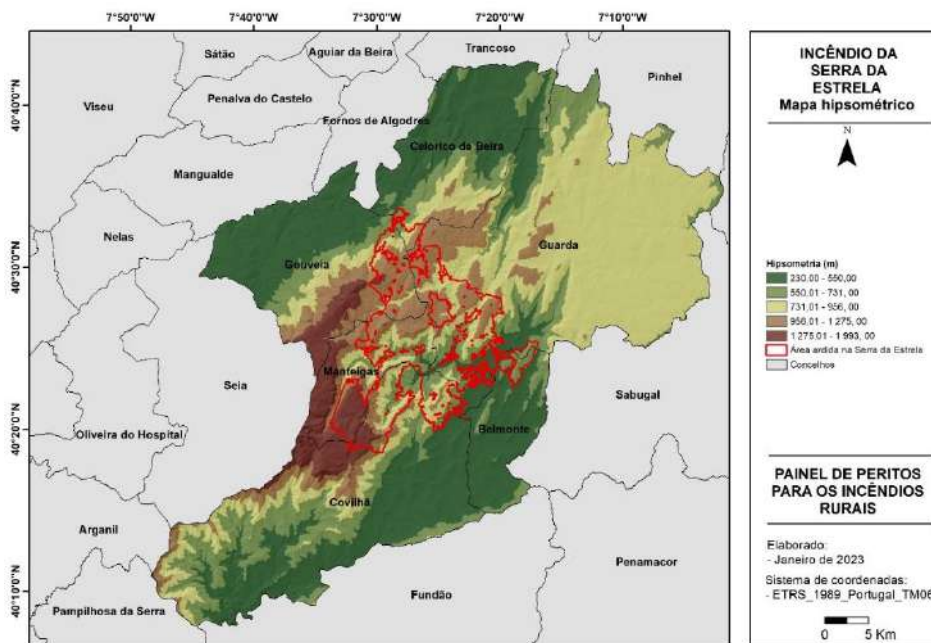 7°50'0"W
7°40'0"W
7°30'0"W
7°20'0"W
7°10'0"W
40°40'0"N
40°30'0"N
40°20'0"N
40°10'0"N
Sátão
Aguiar da Beira
Trancoso
Pinhel
Viseu
Penalva do Castelo
Fornos de Algodres
Celorico da Beira
Mangualde
Nelas
Guarda
Gouveia
Seia
Manteigas
Sabugal
Oliveira do Hospital
Belmonte
Covilhã
Arganil
Penamacor
Fundão
Pampilhosa da Serra
INCÊNDIO DA
SERRA DA
ESTRELA
Mapa hipsométrico
N
Hipsometria (m)
230,00 - 550,00
550,01 - 731, 00
731,01 - 956, 00
956,01 - 1 275, 00
1 275,01 - 1 993, 00
Área ardida na Serra da Estrela
Concelhos
PAINEL DE PERITOS
PARA OS INCÊNDIOS
RURAIS
Elaborado:
- Janeiro de 2023
Sistema de coordenadas:
- ETRS_1989_Portugal_TM06
0 5 Km